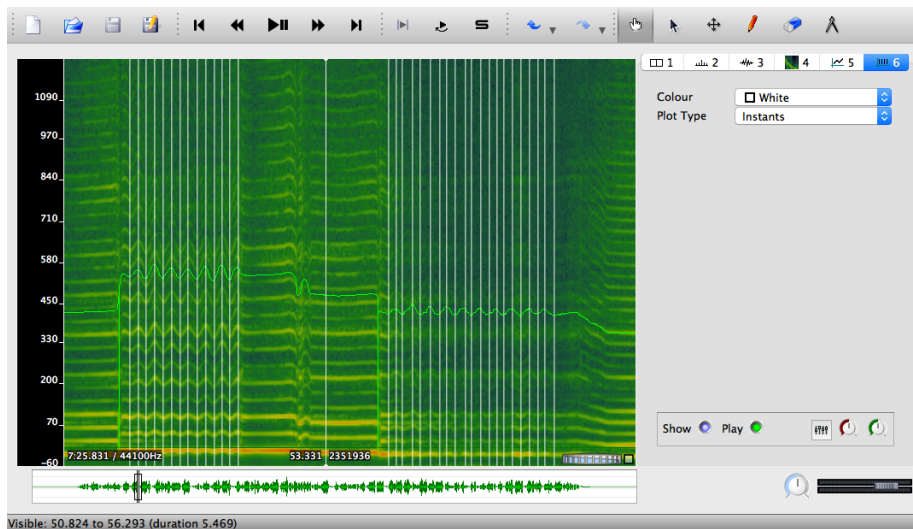 1 2 3 4 5 6
1090
970
840
710
580
450
330
200
70
-60
7:25.831 / 44100Hz 53.331 2351936
Colour White
Plot Type Instants
Show Play
Visible: 50.824 to 56.293 (duration 5.469)